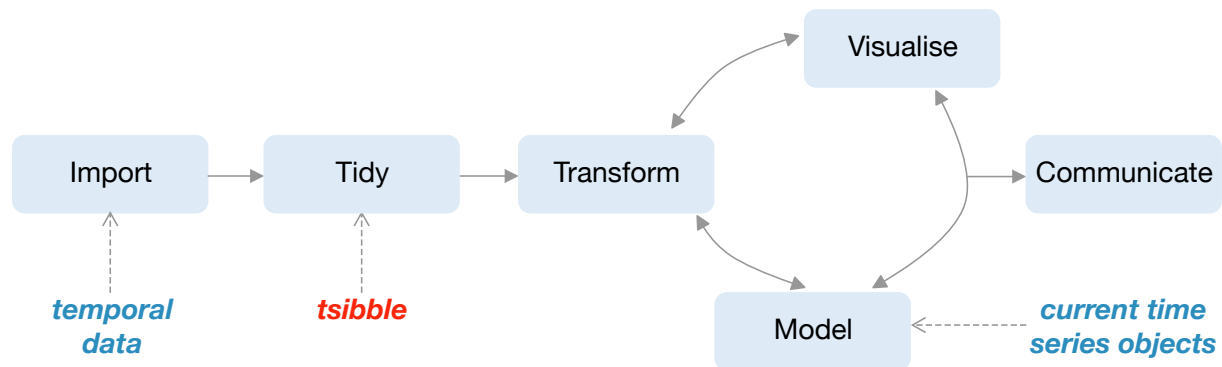 Visualise
Import
Tidy
Transform
Communicate
temporal
data
tsibble
Model
current time
series objects